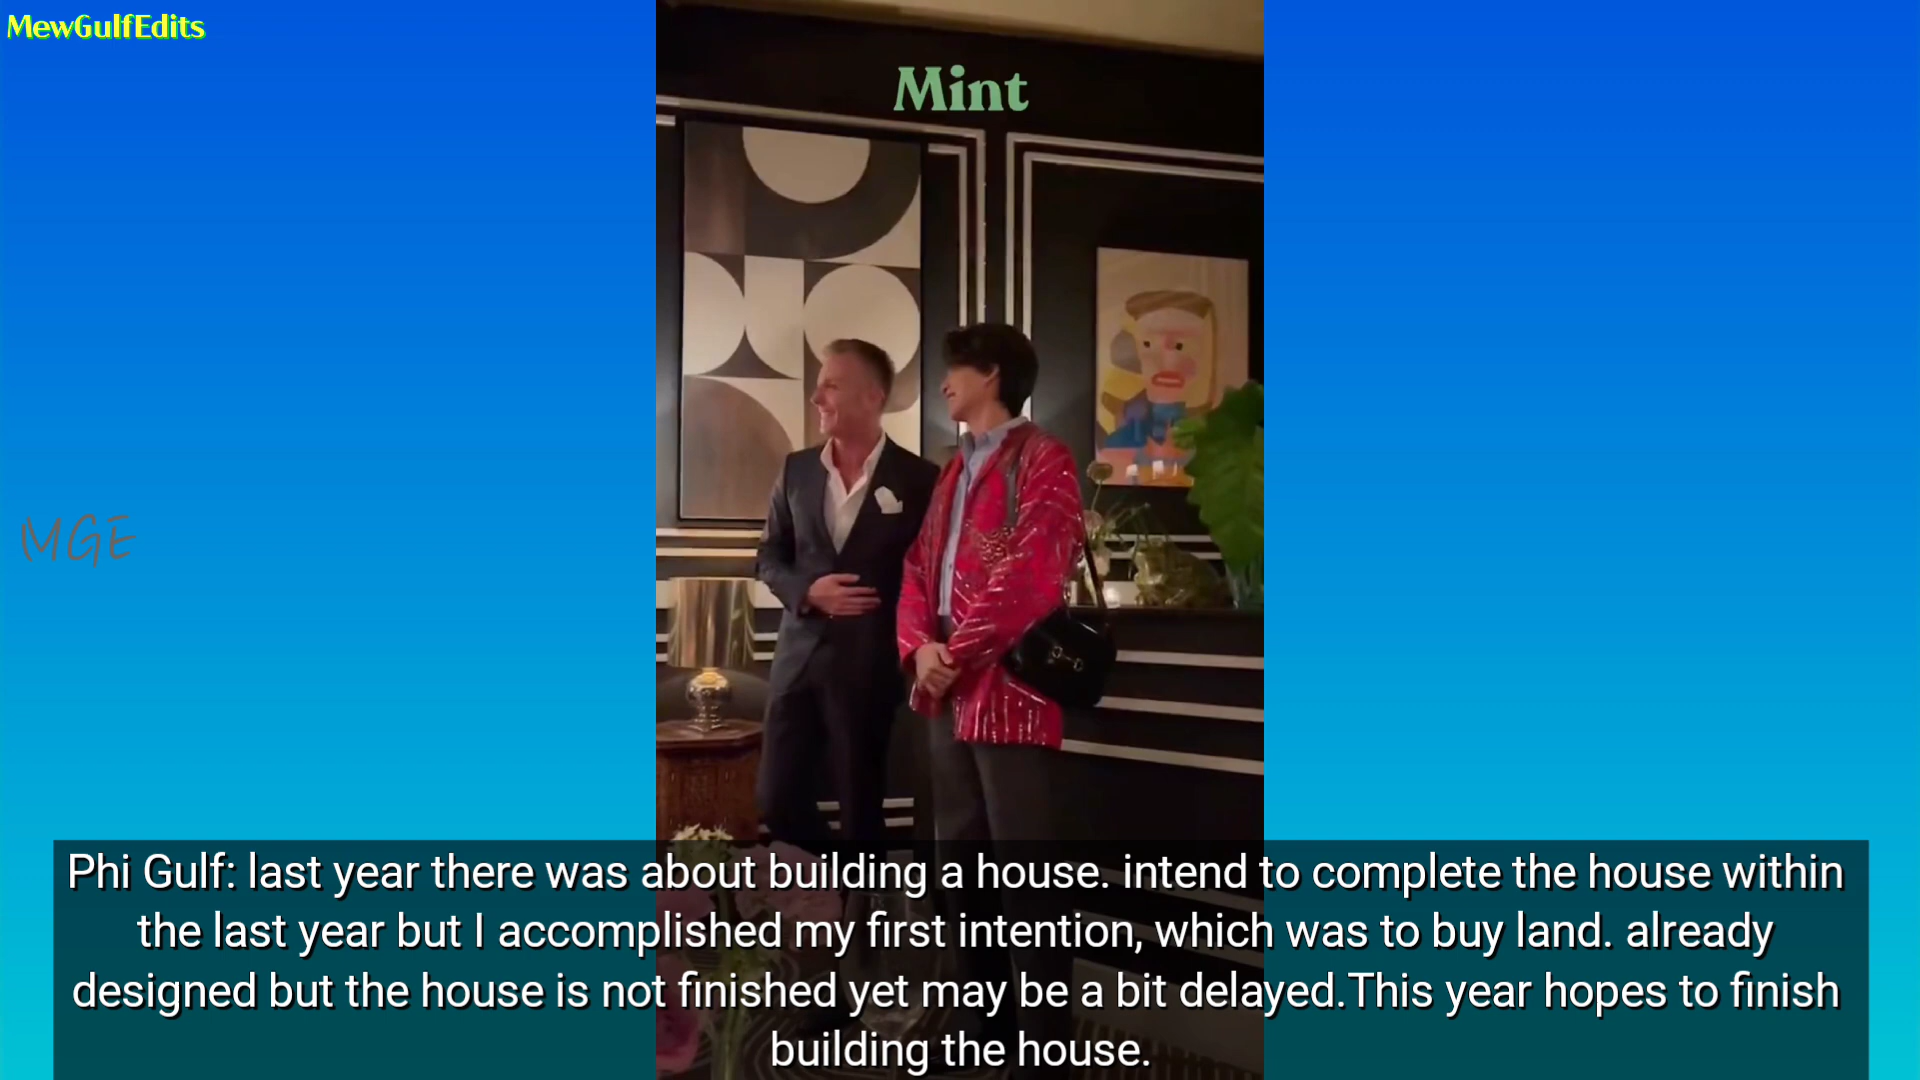 MewGulfEdits
Mint
MGE
Phi Gulf: last year there was about building a house. intend to complete the house within
the last year but I accomplished my first intention, which was to buy land. already
designed but the house is not finished yet may be a bit delayed.This year hopes to finish
building the house.